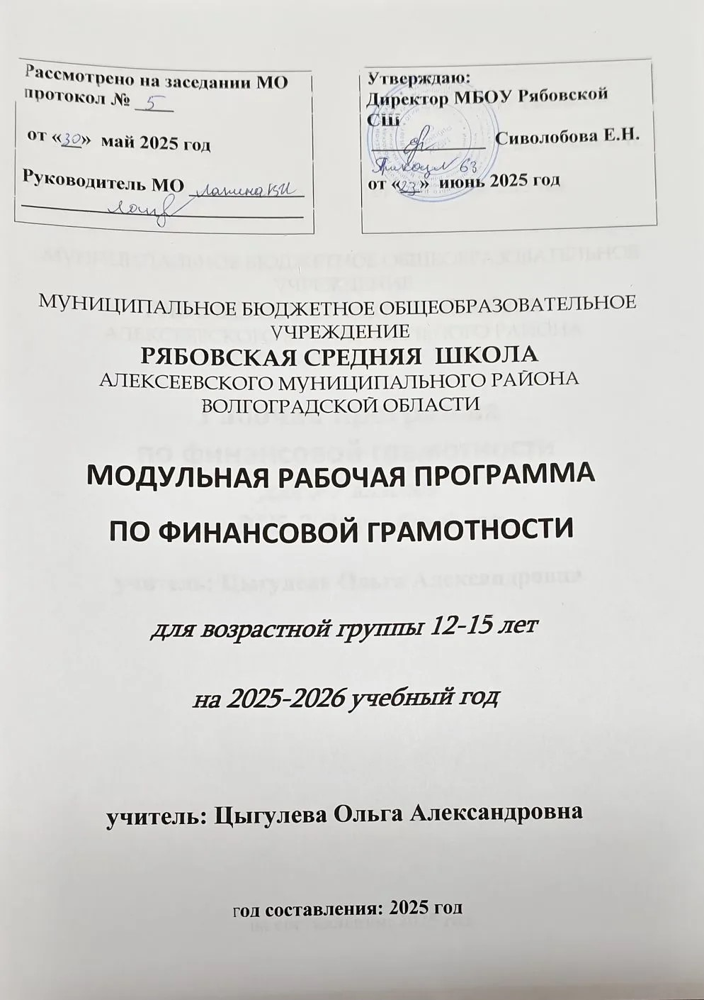 Рассмотрено на заседании МО
протокол № 5
от «30» май 2025 год
Руководитель МО Лапина ВИ
Утверждаю:
Директор МБОУ Рябовской
СШ
Сиволобова Е.Н.
Приказ № 63
от «23» июнь 2025 год
МУНИЦИПАЛЬНОЕ БЮДЖЕТНОЕ ОБЩЕОБРАЗОВАТЕЛЬНОЕ
УЧРЕЖДЕНИЕ
РЯБОВСКАЯ СРЕДНЯЯ ШКОЛА
АЛЕКСЕЕВСКОГО МУНИЦИПАЛЬНОГО РАЙОНА
ВОЛГОГРАДСКОЙ ОБЛАСТИ
МОДУЛЬНАЯ РАБОЧАЯ ПРОГРАММА
ПО ФИНАНСОВОЙ ГРАМОТНОСТИ
для возрастной группы 12-15 лет
на 2025-2026 учебный год
учитель: Цыгулева Ольга Александровна
год составления: 2025 год